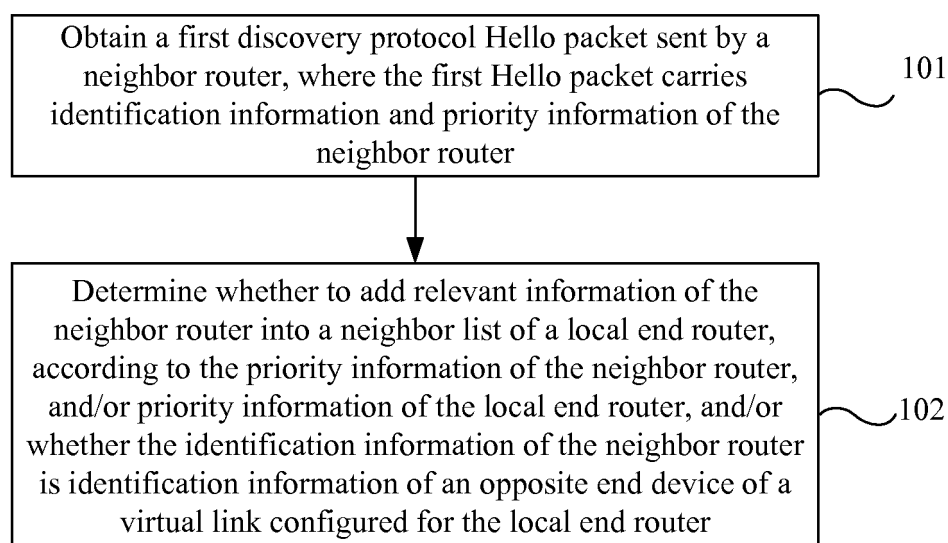 Obtain a first discovery protocol Hello packet sent by a
neighbor router, where the first Hello packet carries
identification information and priority information of the
neighbor router
101
Determine whether to add relevant information of the
neighbor router into a neighbor list of a local end router,
according to the priority information of the neighbor router,
and/or priority information of the local end router, and/or
whether the identification information of the neighbor router
is identification information of an opposite end device of a
virtual link configured for the local end router
102